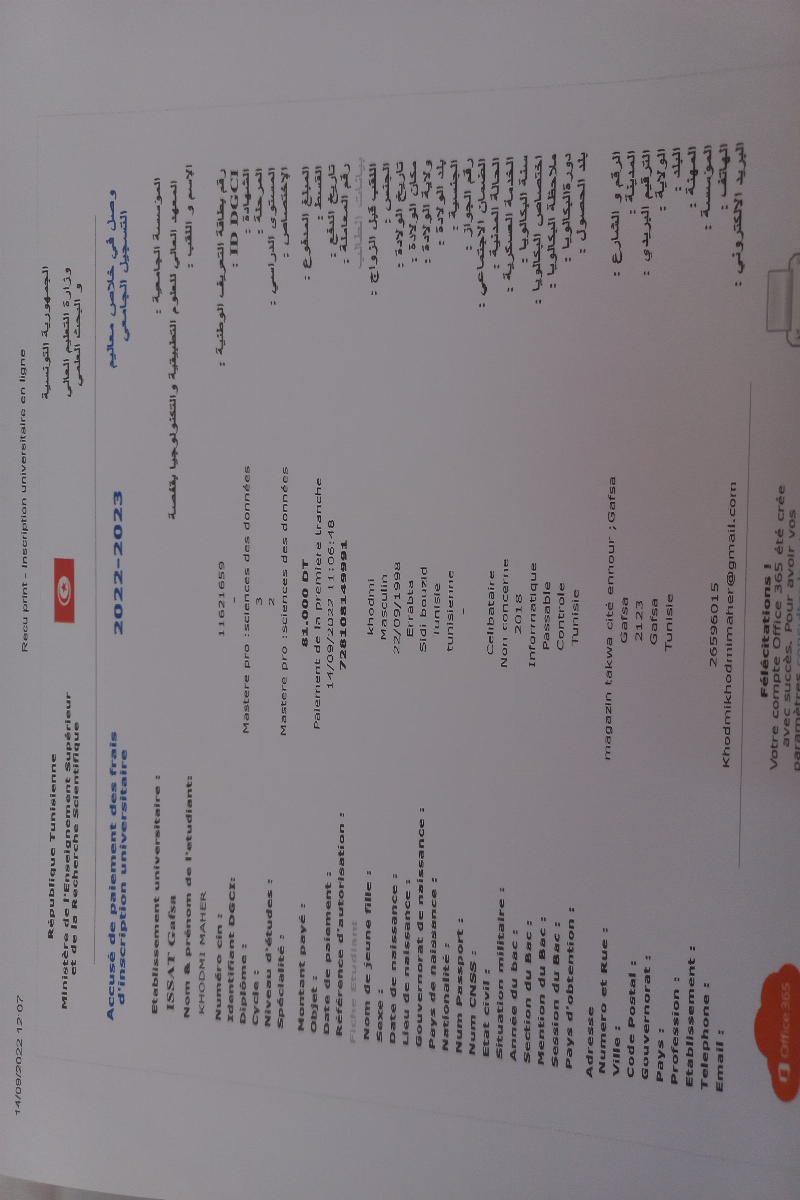 14/09/2022 12:07 Recu print - Inscription universitaire en ligne
République Tunisienne الجمهورية التونسية
Ministère de l'Enseignement Supérieur وزارة التعليم العالي
et de la Recherche Scientifique و البحث العلمي
Accusé de paiement des frais 2022-2023 وصل في خلاص معاليم
d'inscription universitaire التسجيل الجامعي
Etablissement universitaire : المؤسسة الجامعية :
ISSAT Gafsa المعهد العالي للعلوم التطبيقية والتكنولوجيا بقفصة
Nom & prénom de l'etudiant: الاسم و اللقب :
KHODMI MAHER
Numéro cin : 11621659 رقم بطاقة التعريف الوطنية :
Identifiant DGCI: - ID DGCI :
Diplôme : Mastere pro :sciences des données الشهادة :
Cycle : 3 المرحلة :
Niveau d'études : 2 المستوى الدراسي :
Spécialité : Mastere pro :sciences des données الاختصاص :
Montant payé : 81,000 DT المبلغ المدفوع :
Objet : Paiement de la premiere tranche القسط :
Date de paiement : 14/09/2022 11:06:48 تاريخ الدفع :
Référence d'autorisation : 728108149991 رقم المعاملة :
Fiche Etudiant بيانات الطالب
Nom de jeune fille : khodmi اللقب قبل الزواج :
Sexe : Masculin الجنس :
Date de naissance : 22/09/1998 تاريخ الولادة :
Lieu de naissance : Errabta مكان الولادة :
Gouvernorat de naissance : Sidi bouzid ولاية الولادة :
Pays de naissance : Tunisie بلد الولادة :
Nationalité : tunisienne الجنسية :
Num Passport : - رقم الجواز :
Num CNSS : الضمان الاجتماعي :
Etat civil : Celibataire الحالة المدنية :
Situation militaire : Non concerne الخدمة العسكرية :
Année du bac : 2018 سنة البكالوريا :
Section du Bac : Informatique اختصاص البكالوريا :
Mention du Bac : Passable ملاحظة البكالوريا :
Session du Bac : Controle دورة البكالوريا :
Pays d'obtention : Tunisie بلد الحصول :
Adresse
Numero et Rue : magazin takwa cité ennour ; Gafsa الرقم و الشارع :
Ville : Gafsa المدينة :
Code Postal : 2123 الترقيم البريدي :
Gouvernorat : Gafsa الولاية :
Pays : Tunisie البلد :
Profession : المهنة :
Etablissement : المؤسسة :
Telephone : 26596015 الهاتف :
Email : Khodmikhodmimaher@gmail.com البريد الالكتروني :
Office 365
Félécitations !
Votre compte Office 365 été crée
avec succès. Pour avoir vos
paramètres